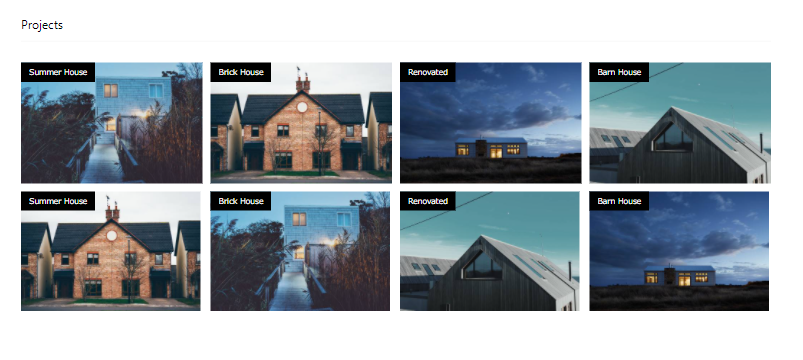 Projects
Summer House
Brick House
Renovated
Barn House
Summer House
Brick House
Renovated
Barn House